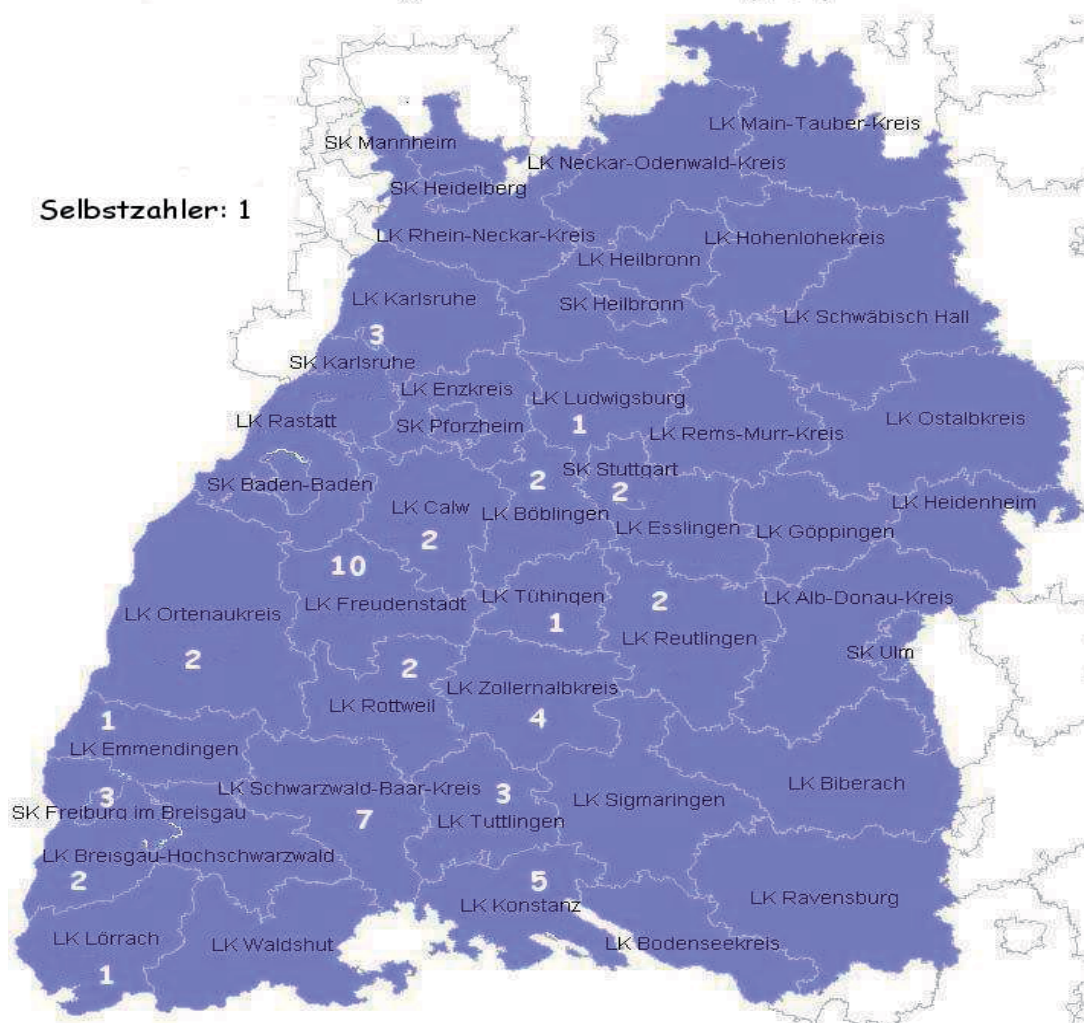 LK Main-Tauber-Kreis
SK Mannheim
LK Neckar-Odenwald-Kreis
SK Heidelberg
Selbstzahler: 1
LK Rhein-Neckar-Kreis
LK Hohenlohekreis
LK Heilbronn
LK Karlsruhe
SK Heilbronn
LK Schwäbisch Hall
3
SK Karlsruhe
LK Enzkreis
LK Ludwigsburg
LK Rastatt
LK Ostalbkreis
SK Pforzheim
1
LK Rems-Murr-Kreis
SK Stuttgart
SK Baden-Baden
2
2
LK Heidenheim
LK Calw
LK Böblingen
LK Esslingen
LK Göppingen
2
10
LK Freudenstadt
LK Tübingen
2
LK Alb-Donau-Kreis
LK Ortenaukreis
1
LK Reutlingen
2
2
SK Ulm
LK Zollernalbkreis
LK Rottweil
4
1
LK Emmendingen
LK Schwarzwald-Baar-Kreis
LK Biberach
3
3
LK Sigmaringen
SK Freiburg im Breisgau
7
LK Tuttlingen
LK Breisgau-Hochschwarzwald
2
5
LK Konstanz
LK Ravensburg
LK Lörrach
LK Waldshut
LK Bodenseekreis
1